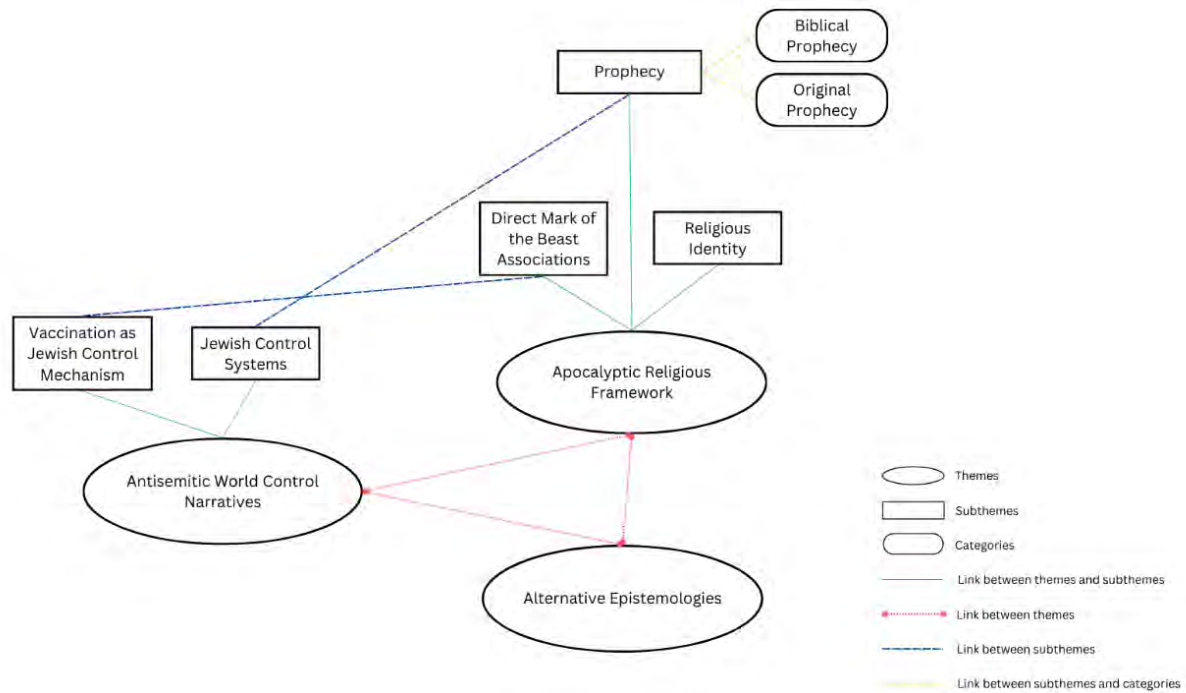 Biblical
Prophecy
Prophecy
Original
Prophecy
Direct Mark of
the Beast
Associations
Religious
Identity
Vaccination as
Jewish Control
Mechanism
Jewish Control
Systems
Apocalyptic Religious
Framework
Antisemitic World Control
Narratives
Alternative Epistemologies
Themes
Subthemes
Categories
Link between themes and subthemes
Link between themes
Link between subthemes
Link between subthemes and categories